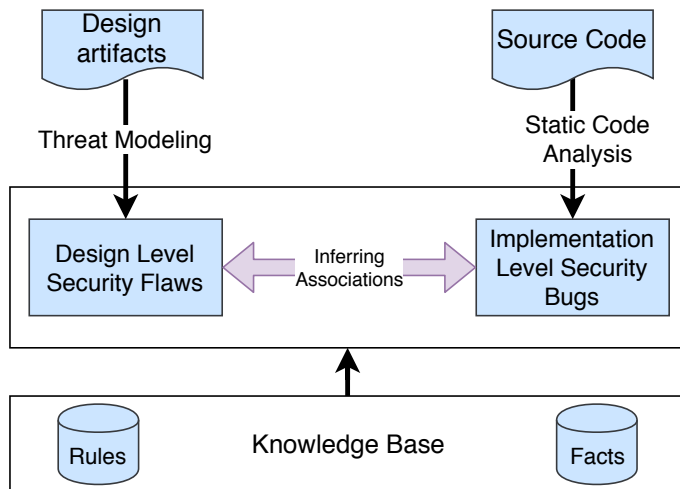 Design
artifacts
Source Code
Threat Modeling
Static Code
Analysis
Design Level
Security Flaws
Inferring
Associations
Implementation
Level Security
Bugs
Rules
Knowledge Base
Facts